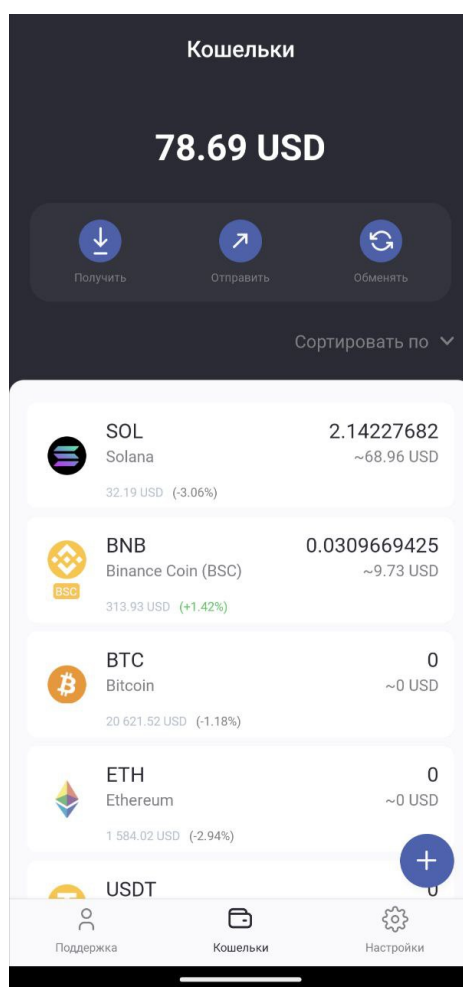 Кошельки
78.69 USD
Получить
Отправить
Обменять
Сортировать по
SOL
2.14227682
Solana
~68.96 USD
32.19 USD (-3.06%)
BNB
0.0309669425
Binance Coin (BSC)
~9.73 USD
BSC
313.93 USD (+1.42%)
BTC
0
Bitcoin
~0 USD
20 621.52 USD (-1.18%)
ETH
0
Ethereum
~0 USD
1 584.02 USD (-2.94%)
USDT
0
Поддержка
Кошельки
Настройки